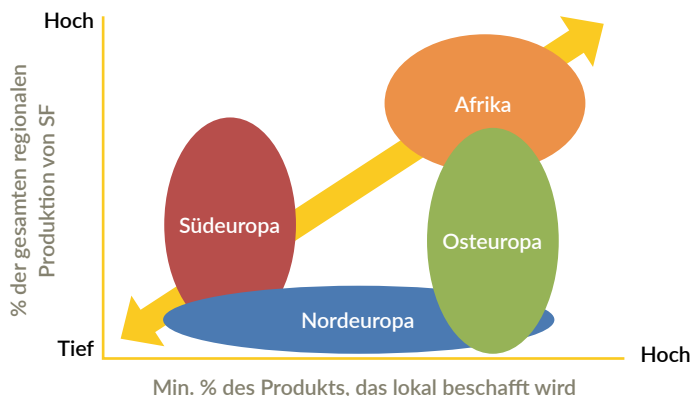 Hoch
% der gesamten regionalen
Produktion von SF
Afrika
Südeuropa
Osteuropa
Nordeuropa
Tief
Hoch
Min. % des Produkts, das lokal beschafft wird